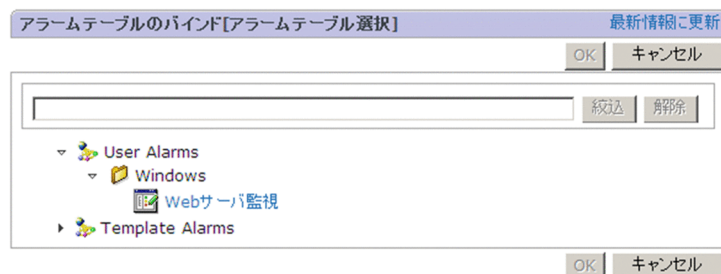 アラームテーブルのバインド[アラームテーブル選択] 最新情報に更新
OK キャンセル
絞込 解除
User Alarms
Windows
Webサーバ監視
Template Alarms
OK キャンセル